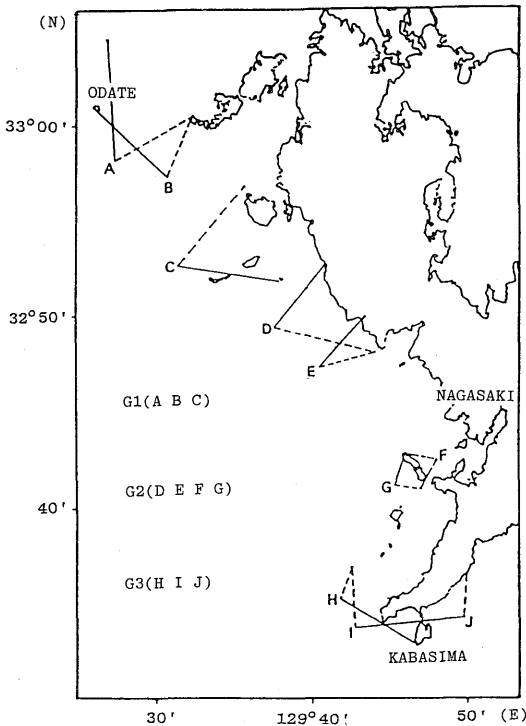 (N)
ODATE
33°00'
A
B
C
32°50'
D
E
G1(A B C)
NAGASAKI
F
G2(D E F G)
G
40'
G3(H I J)
H
I
J
KABASIMA
30' 129°40' 50' (E)